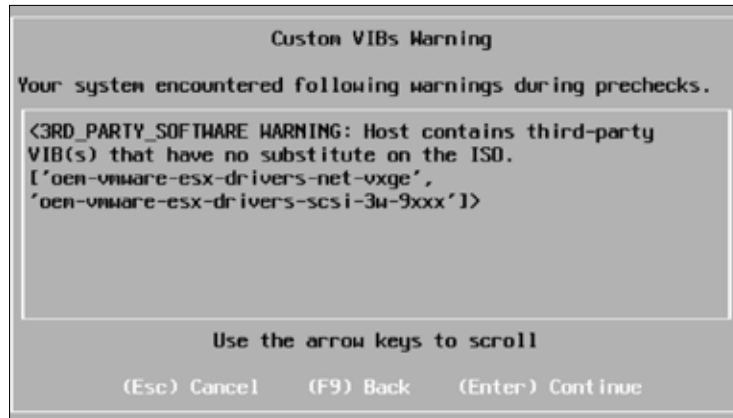 Custom VIBs Warning
Your system encountered following warnings during prechecks.
<3RD_PARTY_SOFTWARE WARNING: Host contains third-party
VIB(s) that have no substitute on the ISO.
['oem-vmware-esx-drivers-net-vxge',
'oem-vmware-esx-drivers-scsi-3w-9xxx']>
Use the arrow keys to scroll
(Esc) Cancel (F9) Back (Enter) Continue